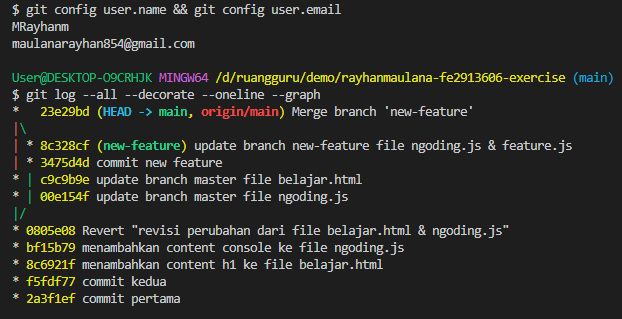 $ git config user.name && git config user.email
MRayhanm
maulanarayhan854@gmail.com
User@DESKTOP-O9CRHJK MINGW64 /d/ruangguru/demo/rayhanmaulana-fe2913606-exercise (main)
$ git log --all --decorate --oneline --graph
*   23e29bd (HEAD -> main, origin/main) Merge branch 'new-feature'
|\
| * 8c328cf (new-feature) update branch new-feature file ngoding.js & feature.js
| * 3475d4d commit new feature
* | c9c9b9e update branch master file belajar.html
* | 00e154f update branch master file ngoding.js
|/
* 0805e08 Revert "revisi perubahan dari file belajar.html & ngoding.js"
* bf15b79 menambahkan content console ke file ngoding.js
* 8c6921f menambahkan content h1 ke file belajar.html
* f5fdf77 commit kedua
* 2a3f1ef commit pertama